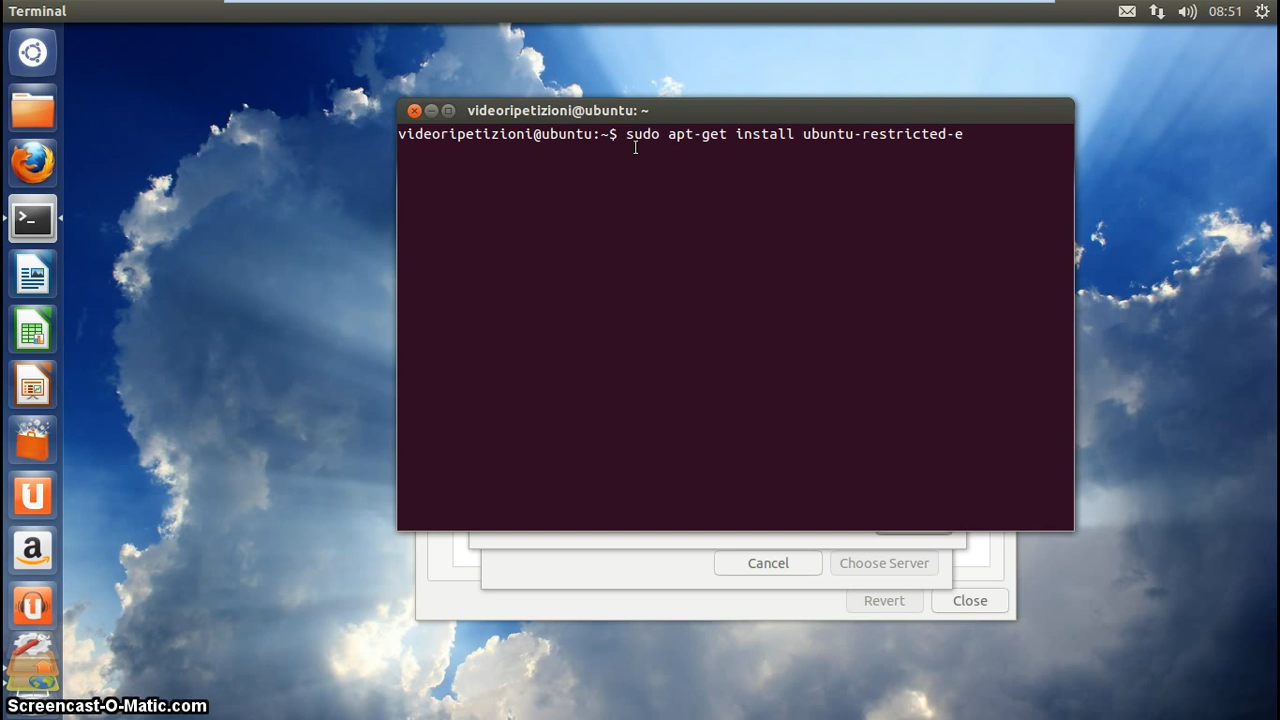 Terminal
08:51
videoripetizioni@ubuntu: ~
videoripetizioni@ubuntu:~$ sudo apt-get install ubuntu-restricted-e
Cancel
Choose Server
Revert
Close
Screencast-O-Matic.com